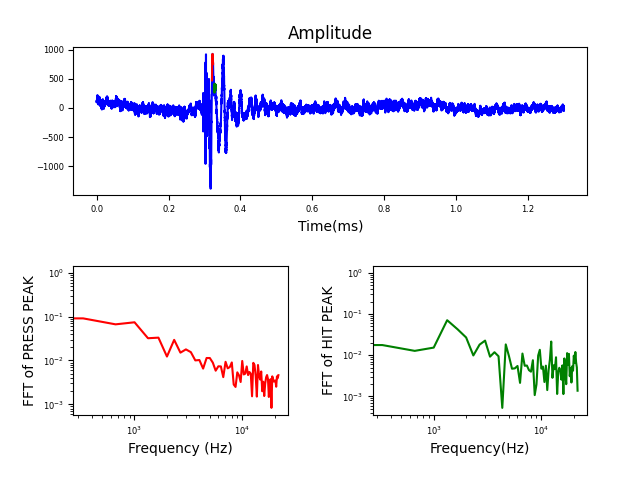 Amplitude
1000
500
0
−500
−1000
0.0 0.2 0.4 0.6 0.8 1.0 1.2
Time(ms)
FFT of PRESS PEAK
10⁰
10⁻¹
10⁻²
10⁻³
10³ 10⁴
Frequency (Hz)
FFT of HIT PEAK
10⁰
10⁻¹
10⁻²
10⁻³
10³ 10⁴
Frequency(Hz)